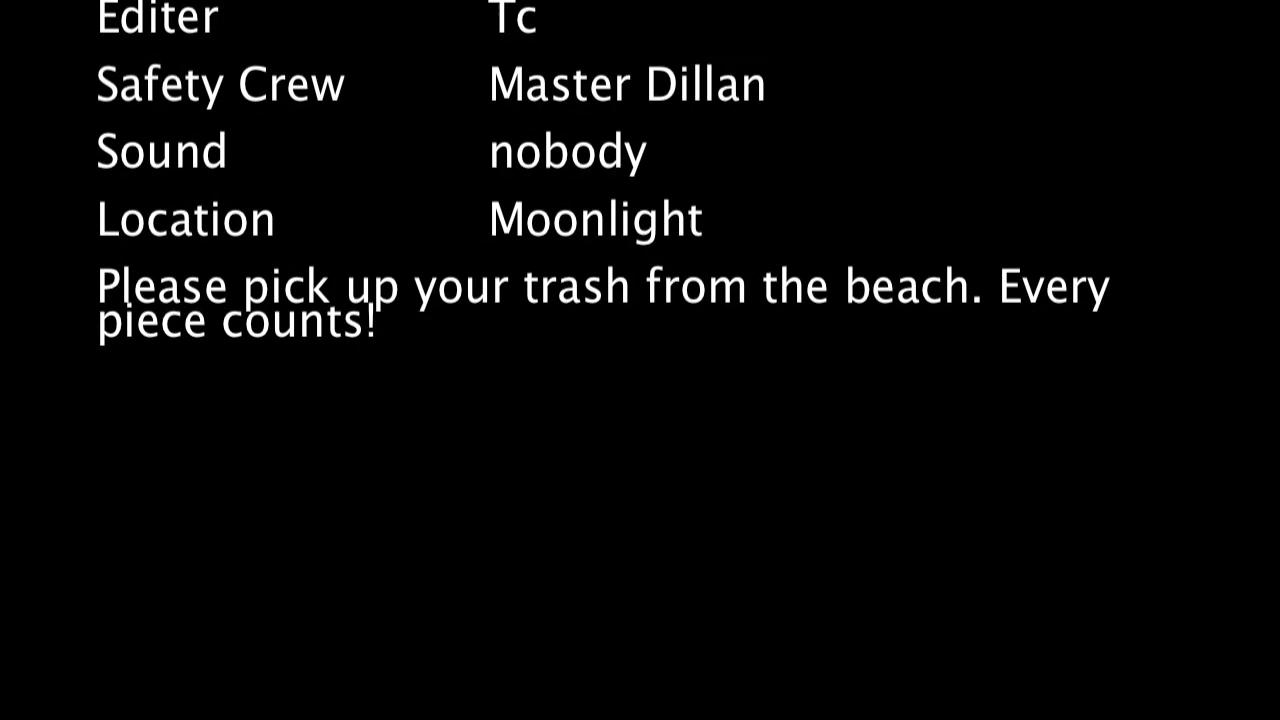 Editer Tc
Safety Crew Master Dillan
Sound nobody
Location Moonlight
Please pick up your trash from the beach. Every
piece counts!